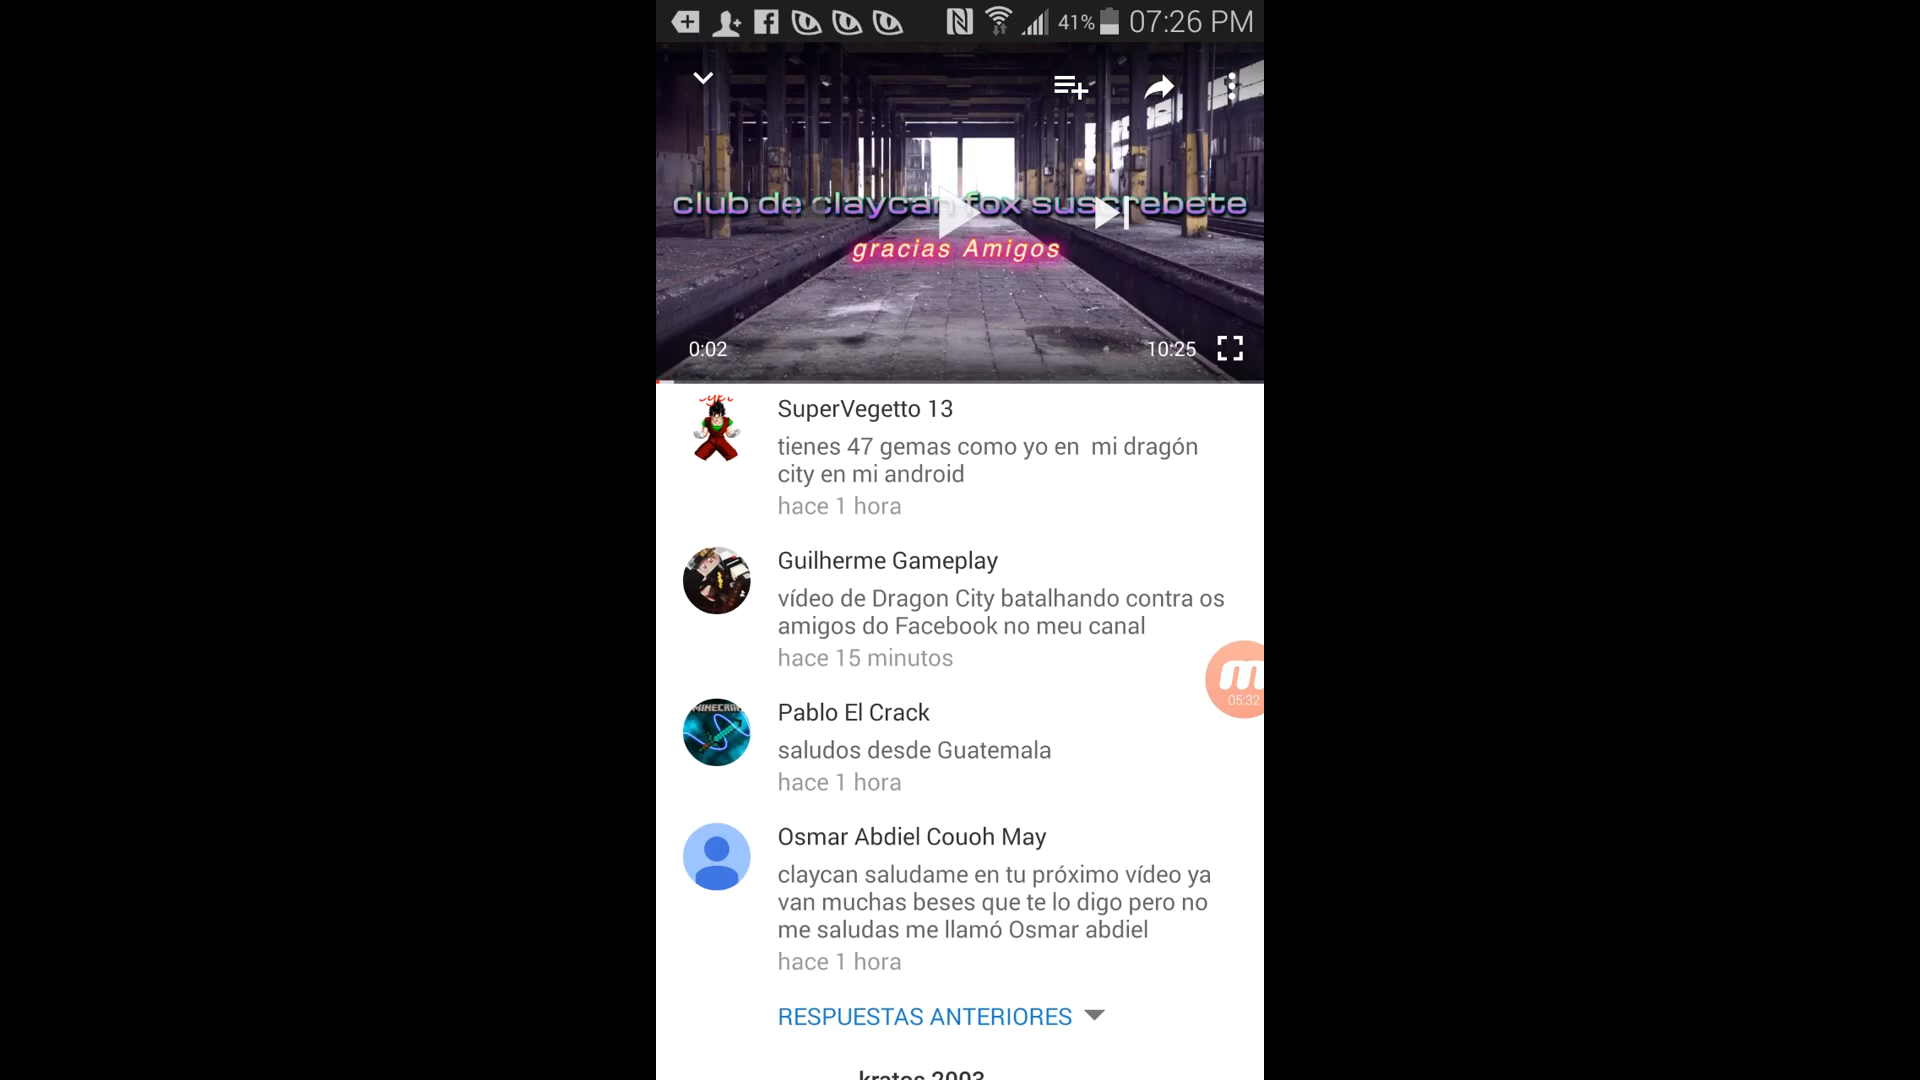 41% 07:26 PM
club de claycan fox suscrebete
gracias Amigos
0:02 10:25
SuperVegetto 13
tienes 47 gemas como yo en mi dragón
city en mi android
hace 1 hora
Guilherme Gameplay
vídeo de Dragon City batalhando contra os
amigos do Facebook no meu canal
hace 15 minutos
05:32
MINECRAF
Pablo El Crack
saludos desde Guatemala
hace 1 hora
Osmar Abdiel Couoh May
claycan saludame en tu próximo vídeo ya
van muchas beses que te lo digo pero no
me saludas me llamó Osmar abdiel
hace 1 hora
RESPUESTAS ANTERIORES
kratos 2003